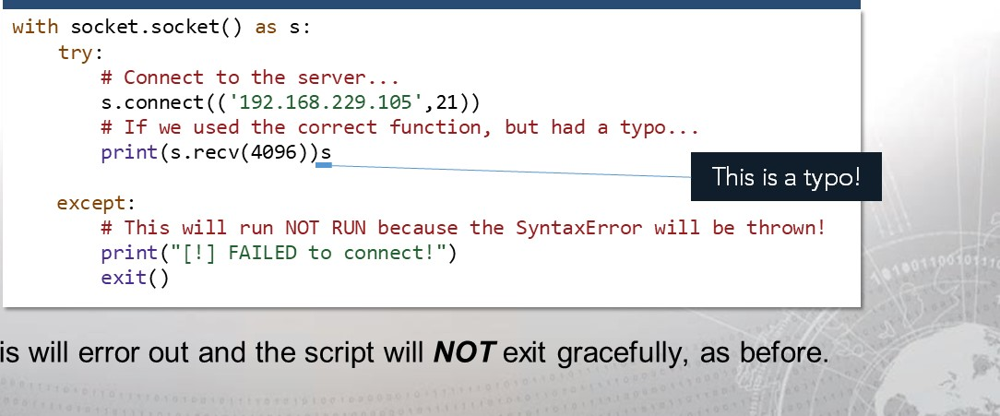 with socket.socket() as s:
    try:
        # Connect to the server...
        s.connect(('192.168.229.105',21))
        # If we used the correct function, but had a typo...
        print(s.recv(4096))s
This is a typo!
    except:
        # This will run NOT RUN because the SyntaxError will be thrown!
        print("[!] FAILED to connect!")
        exit()
is will error out and the script will NOT exit gracefully, as before.